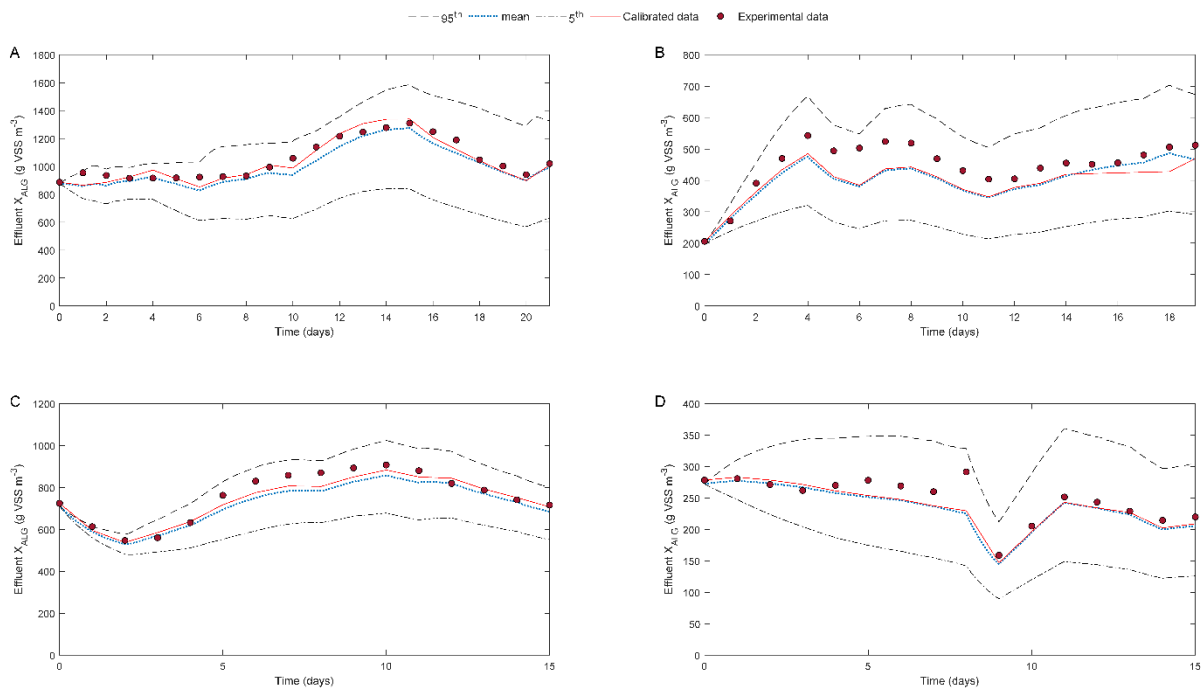 95th mean 5th Calibrated data Experimental data
A
1800
1600
1400
1200
1000
800
600
400
200
0
0 2 4 6 8 10 12 14 16 18 20
Effluent XALG (g VSS m-3)
Time (days)
B
800
700
600
500
400
300
200
100
0
0 2 4 6 8 10 12 14 16 18
Effluent XALG (g VSS m-3)
Time (days)
C
1200
1000
800
600
400
200
0
0 5 10 15
Effluent XALG (g VSS m-3)
Time (days)
D
400
350
300
250
200
150
100
50
0
0 5 10 15
Effluent XALG (g VSS m-3)
Time (days)